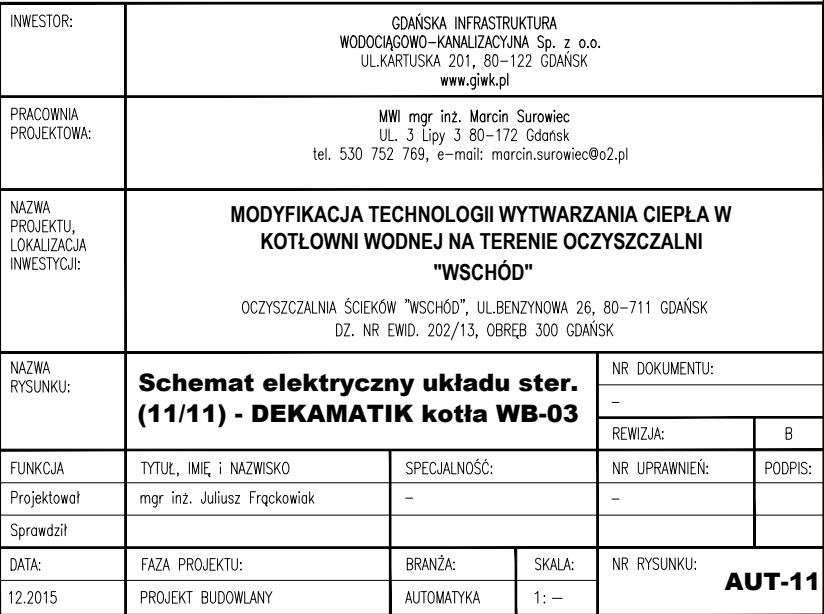 INWESTOR:
GDAŃSKA INFRASTRUKTURA
WODOCIĄGOWO-KANALIZACYJNA Sp. z o.o.
UL.KARTUSKA 201, 80-122 GDAŃSK
www.giwk.pl
PRACOWNIA
PROJEKTOWA:
MWI mgr inż. Marcin Surowiec
UL. 3 Lipy 3 80-172 Gdańsk
tel. 530 752 769, e-mail: marcin.surowiec@o2.pl
NAZWA
PROJEKTU,
LOKALIZACJA
INWESTYCJI:
MODYFIKACJA TECHNOLOGII WYTWARZANIA CIEPŁA W
KOTŁOWNI WODNEJ NA TERENIE OCZYSZCZALNI
"WSCHÓD"
OCZYSZCZALNIA ŚCIEKÓW "WSCHÓD", UL.BENZYNOWA 26, 80-711 GDAŃSK
DZ. NR EWID. 202/13, OBRĘB 300 GDAŃSK
NAZWA
RYSUNKU:
Schemat elektryczny układu ster.
(11/11) - DEKAMATIK kotła WB-03
NR DOKUMENTU:
-
REWIZJA: B
FUNKCJA TYTUŁ, IMIĘ i NAZWISKO SPECJALNOŚĆ: NR UPRAWNIEŃ: PODPIS:
Projektował mgr inż. Juliusz Frąckowiak - -
Sprawdził
DATA: FAZA PROJEKTU: BRANŻA: SKALA: NR RYSUNKU:
12.2015 PROJEKT BUDOWLANY AUTOMATYKA 1: - AUT-11